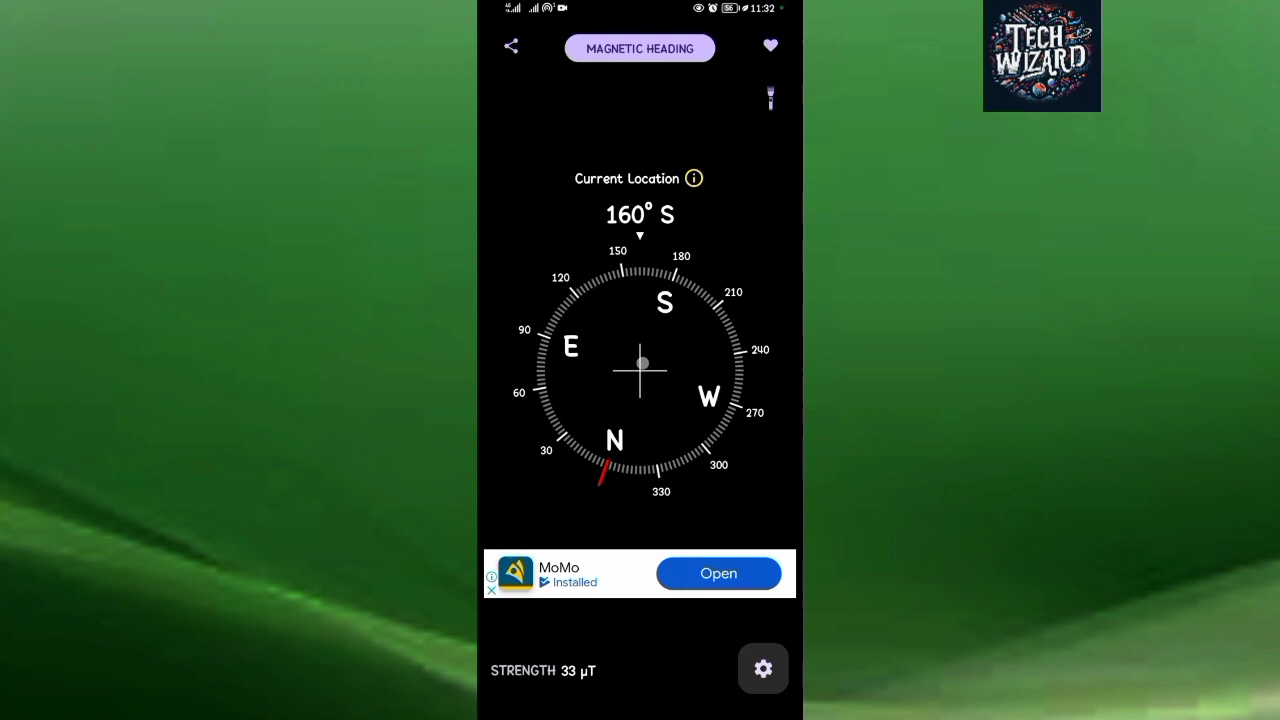 56 11:32
MAGNETIC HEADING
TECH
WIZARD
Current Location
160° S
150
180
120
210
S
90
E
240
60
W
270
N
30
300
330
MoMo
Installed
Open
STRENGTH 33 µT